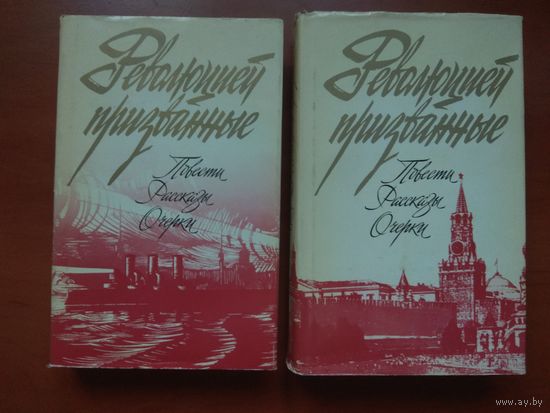 Революцией
призванные
Повести
Рассказы
Очерки
Революцией
призванные
Повести
Рассказы
Очерки
www.ay.by